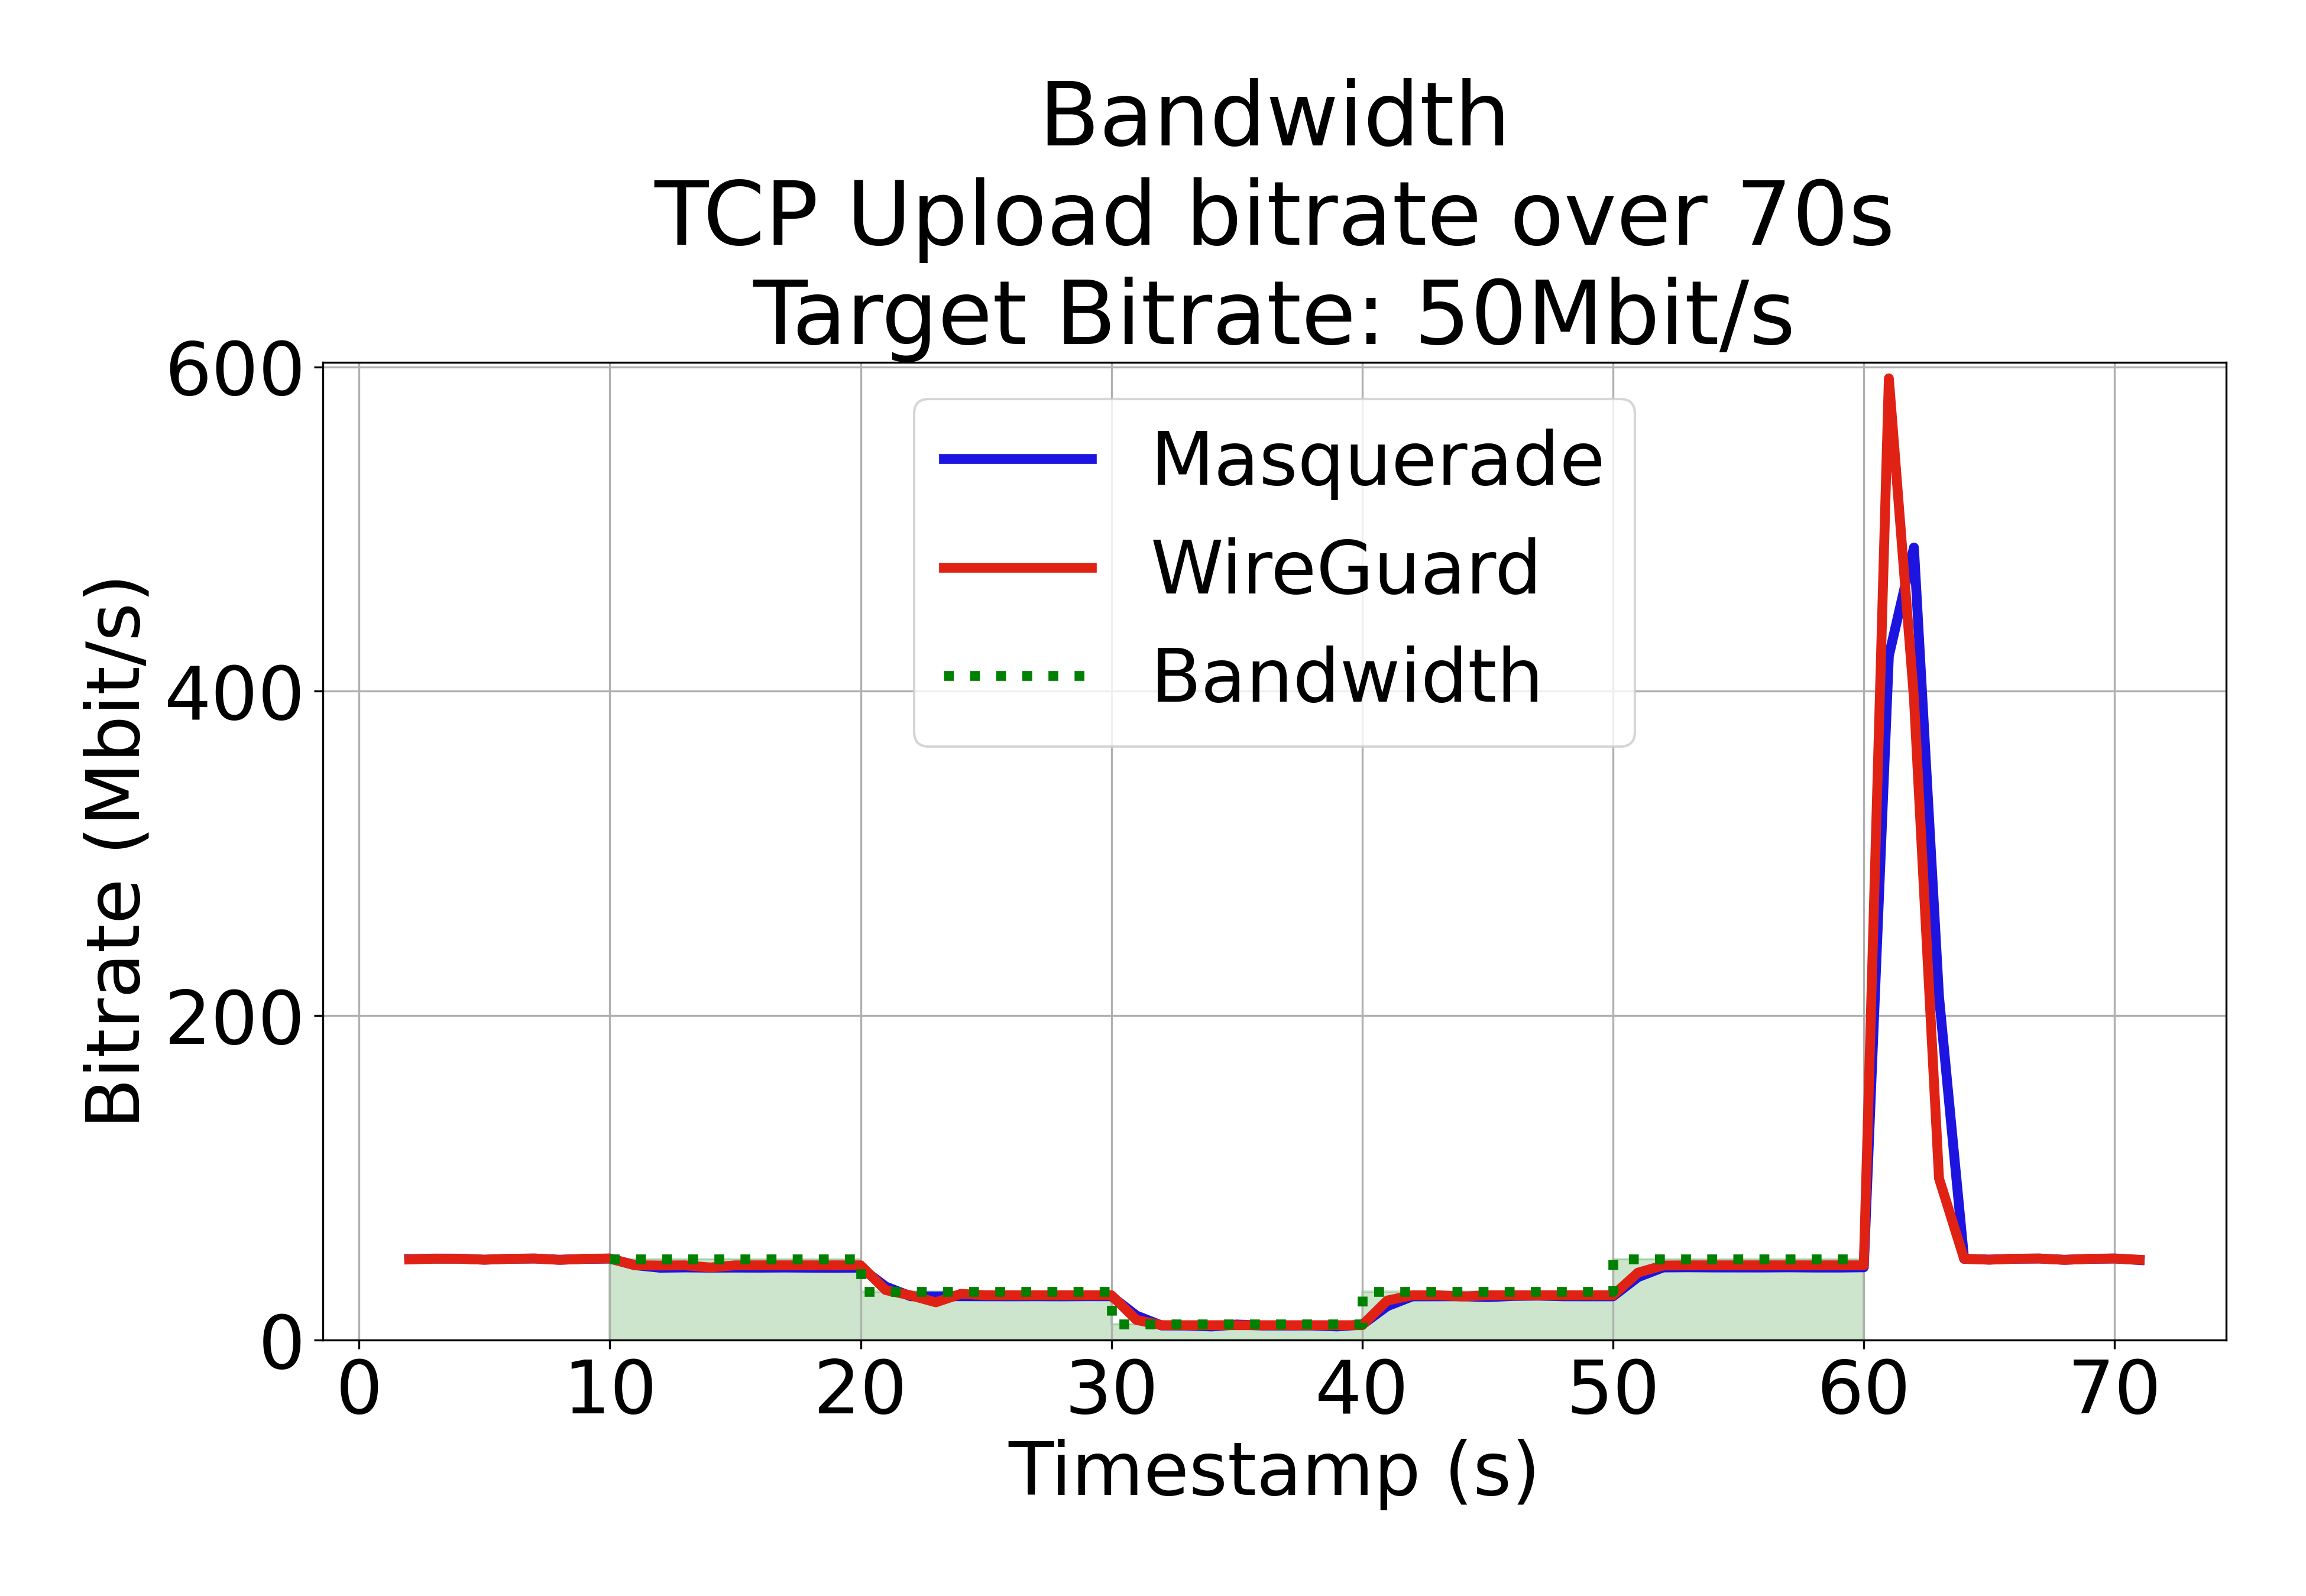 Bandwidth
TCP Upload bitrate over 70s
Target Bitrate: 50Mbit/s
600
400
200
0
Bitrate (Mbit/s)
Masquerade
WireGuard
Bandwidth
0 10 20 30 40 50 60 70
Timestamp (s)